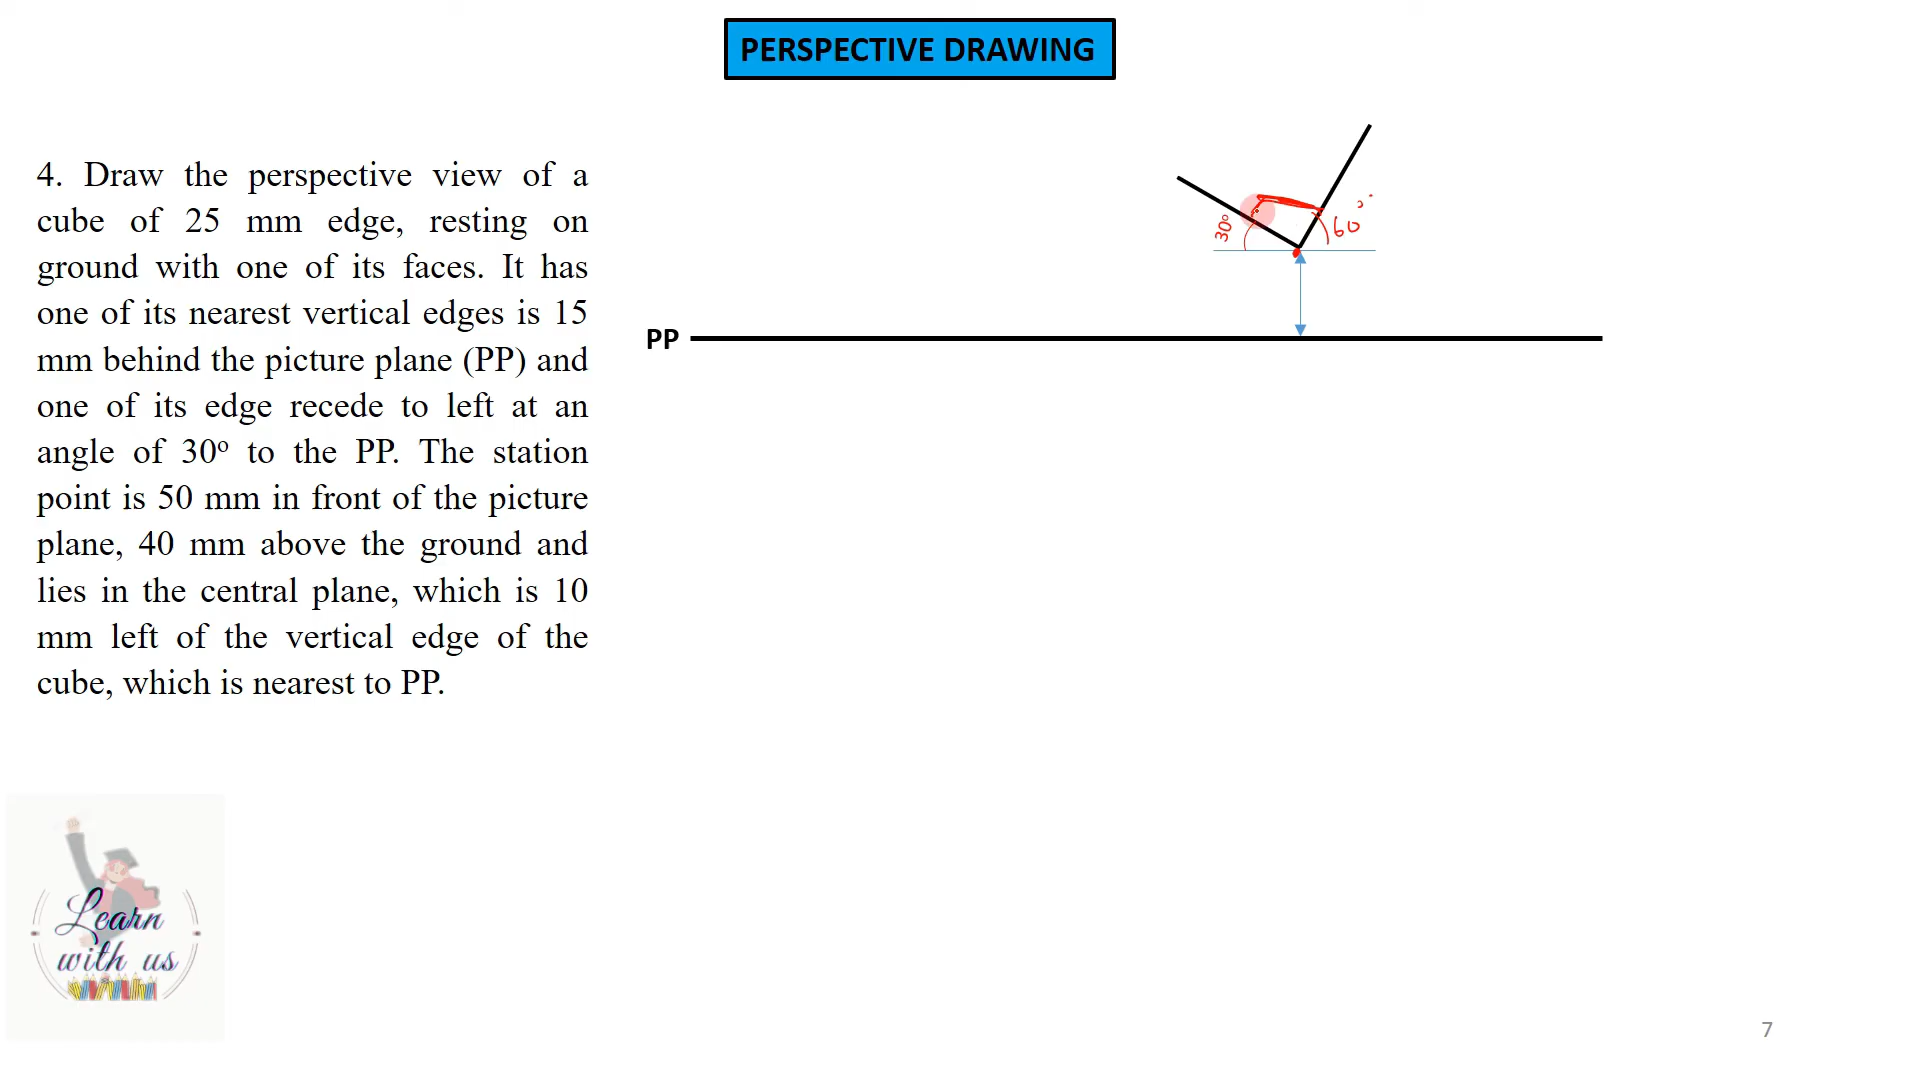 PERSPECTIVE DRAWING
4. Draw the perspective view of a
cube of 25 mm edge, resting on
ground with one of its faces. It has
one of its nearest vertical edges is 15
mm behind the picture plane (PP) and
one of its edge recede to left at an
angle of 30º to the PP. The station
point is 50 mm in front of the picture
plane, 40 mm above the ground and
lies in the central plane, which is 10
mm left of the vertical edge of the
cube, which is nearest to PP.
30º
60º
PP
Learn
with us
7